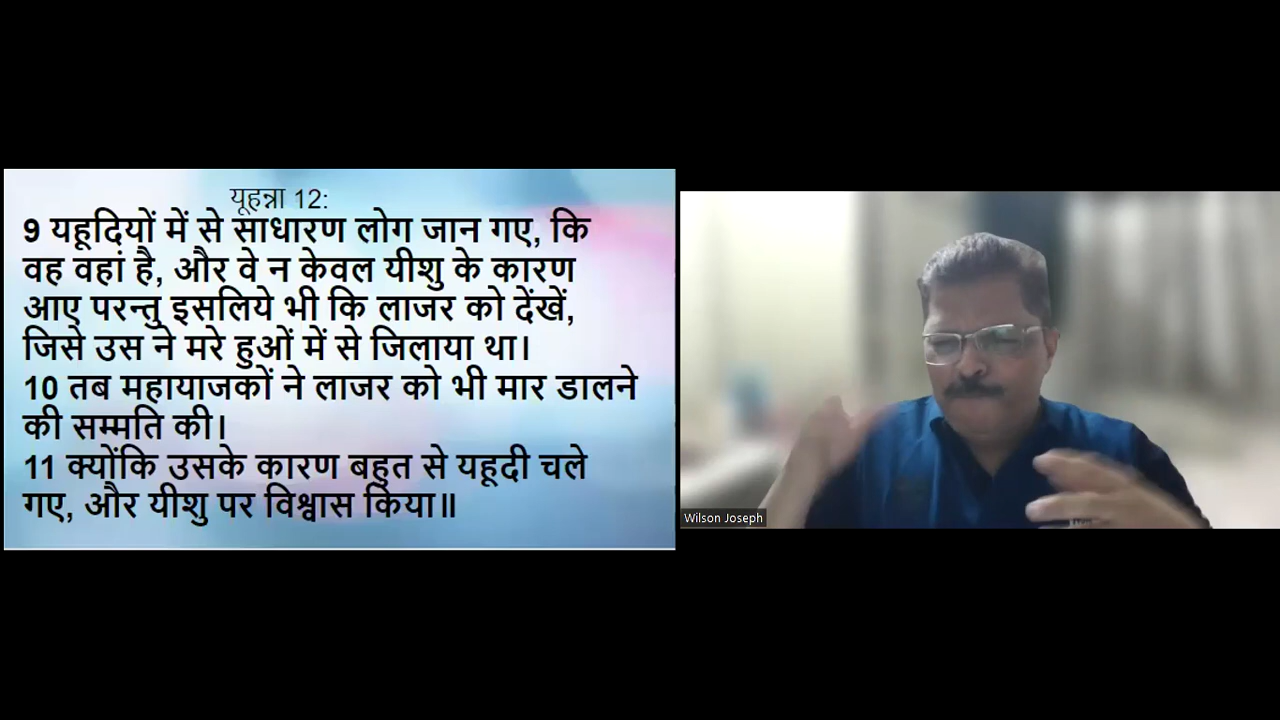 यूहन्ना 12:
9 यहूदियों में से साधारण लोग जान गए, कि
वह वहां है, और वे न केवल यीशु के कारण
आए परन्तु इसलिये भी कि लाजर को देंखें,
जिसे उस ने मरे हुओं में से जिलाया था।
10 तब महायाजकों ने लाजर को भी मार डालने
की सम्मति की।
11 क्योंकि उसके कारण बहुत से यहूदी चले
गए, और यीशु पर विश्वास किया॥
Wilson Joseph